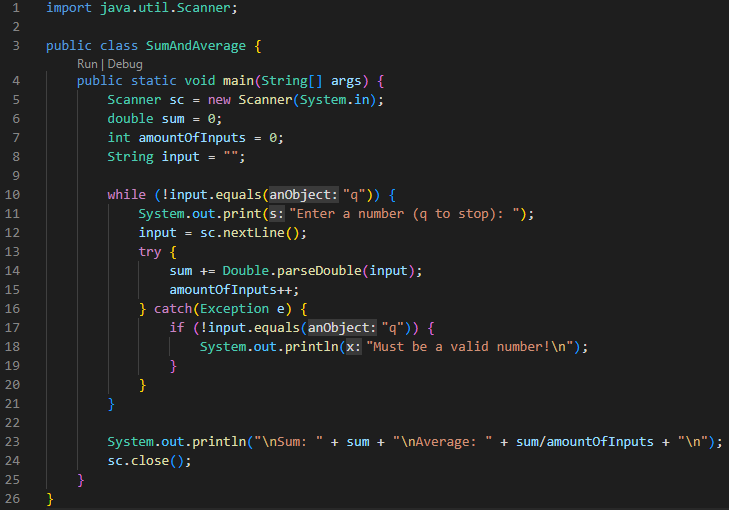 1 import java.util.Scanner;
2
3 public class SumAndAverage {
Run | Debug
4 public static void main(String[] args) {
5 Scanner sc = new Scanner(System.in);
6 double sum = 0;
7 int amountOfInputs = 0;
8 String input = "";
9
10 while (!input.equals(anObject: "q")) {
11 System.out.print(s: "Enter a number (q to stop): ");
12 input = sc.nextLine();
13 try {
14 sum += Double.parseDouble(input);
15 amountOfInputs++;
16 } catch(Exception e) {
17 if (!input.equals(anObject: "q")) {
18 System.out.println(x: "Must be a valid number!\n");
19 }
20 }
21 }
22
23 System.out.println("\nSum: " + sum + "\nAverage: " + sum/amountOfInputs + "\n");
24 sc.close();
25 }
26 }